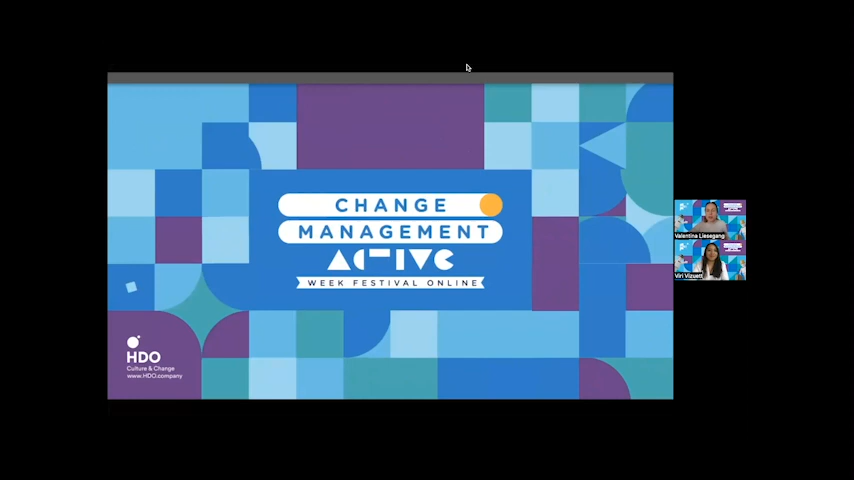 CHANGE
MANAGEMENT
ACTIVE
WEEK FESTIVAL ONLINE
HDO
Culture & Change
www.HDO.company
Valentina Liesegang
Viri Vizuett